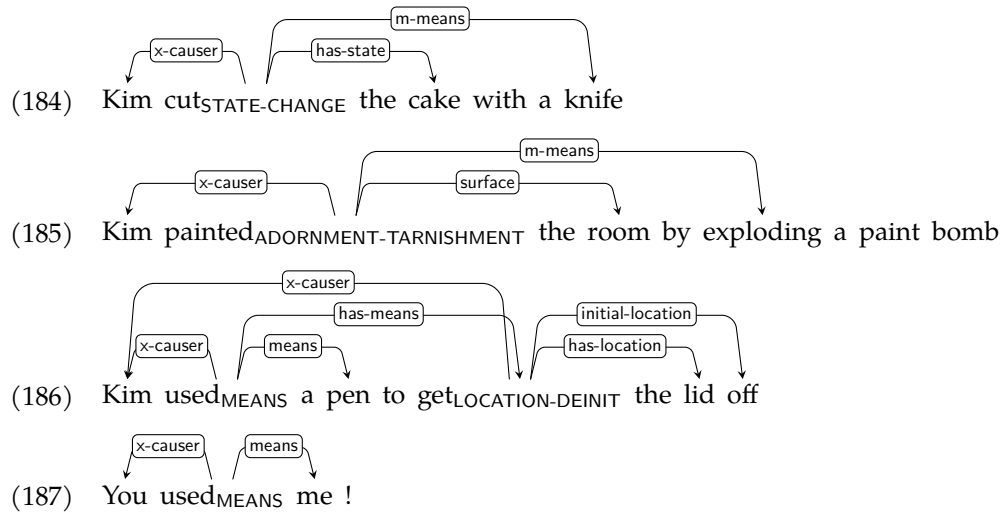 m-means
x-causer has-state
(184) Kim cutSTATE-CHANGE the cake with a knife
m-means
x-causer surface
(185) Kim paintedADORNMENT-TARNISHMENT the room by exploding a paint bomb
x-causer
has-means initial-location
x-causer means has-location
(186) Kim usedMEANS a pen to getLOCATION-DEINIT the lid off
x-causer means
(187) You usedMEANS me !